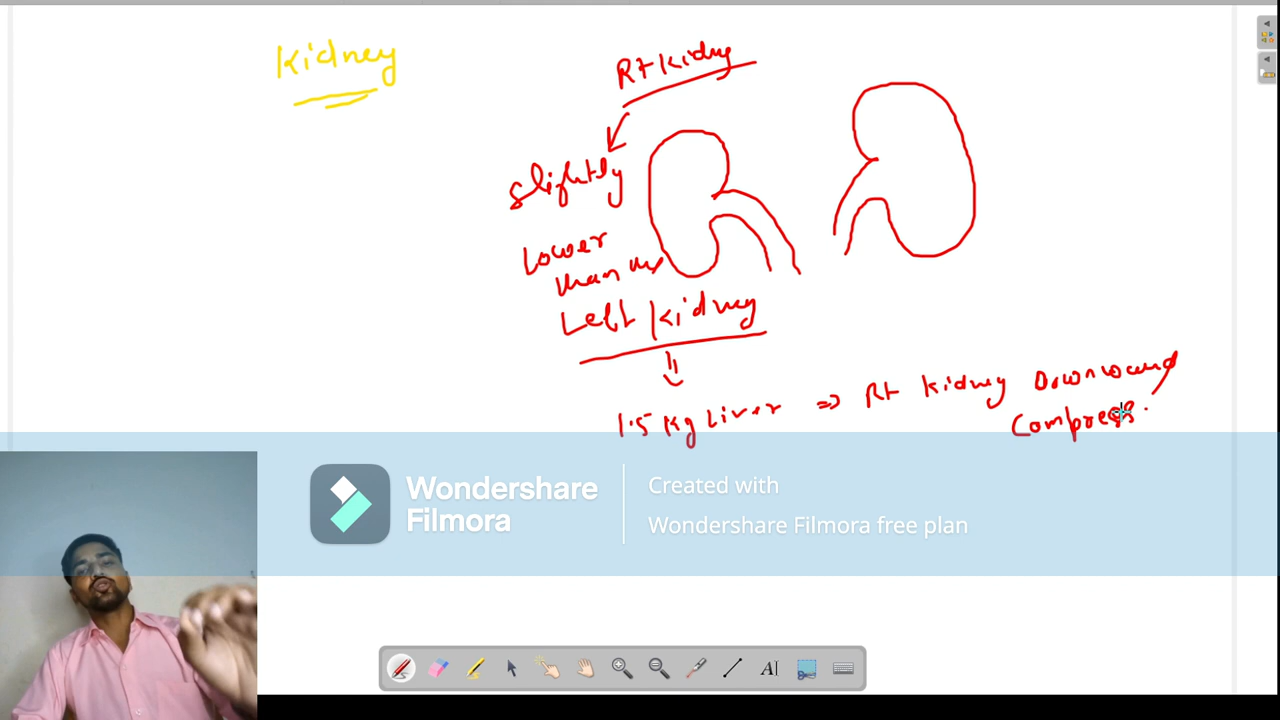 Kidney
Rt Kidny
Slightly
Lower
than the
Left Kidney
1.5 Kg Liver ⇒ Rt Kidney Downward
Compress.
Wondershare
Filmora
Created with
Wondershare Filmora free plan
A